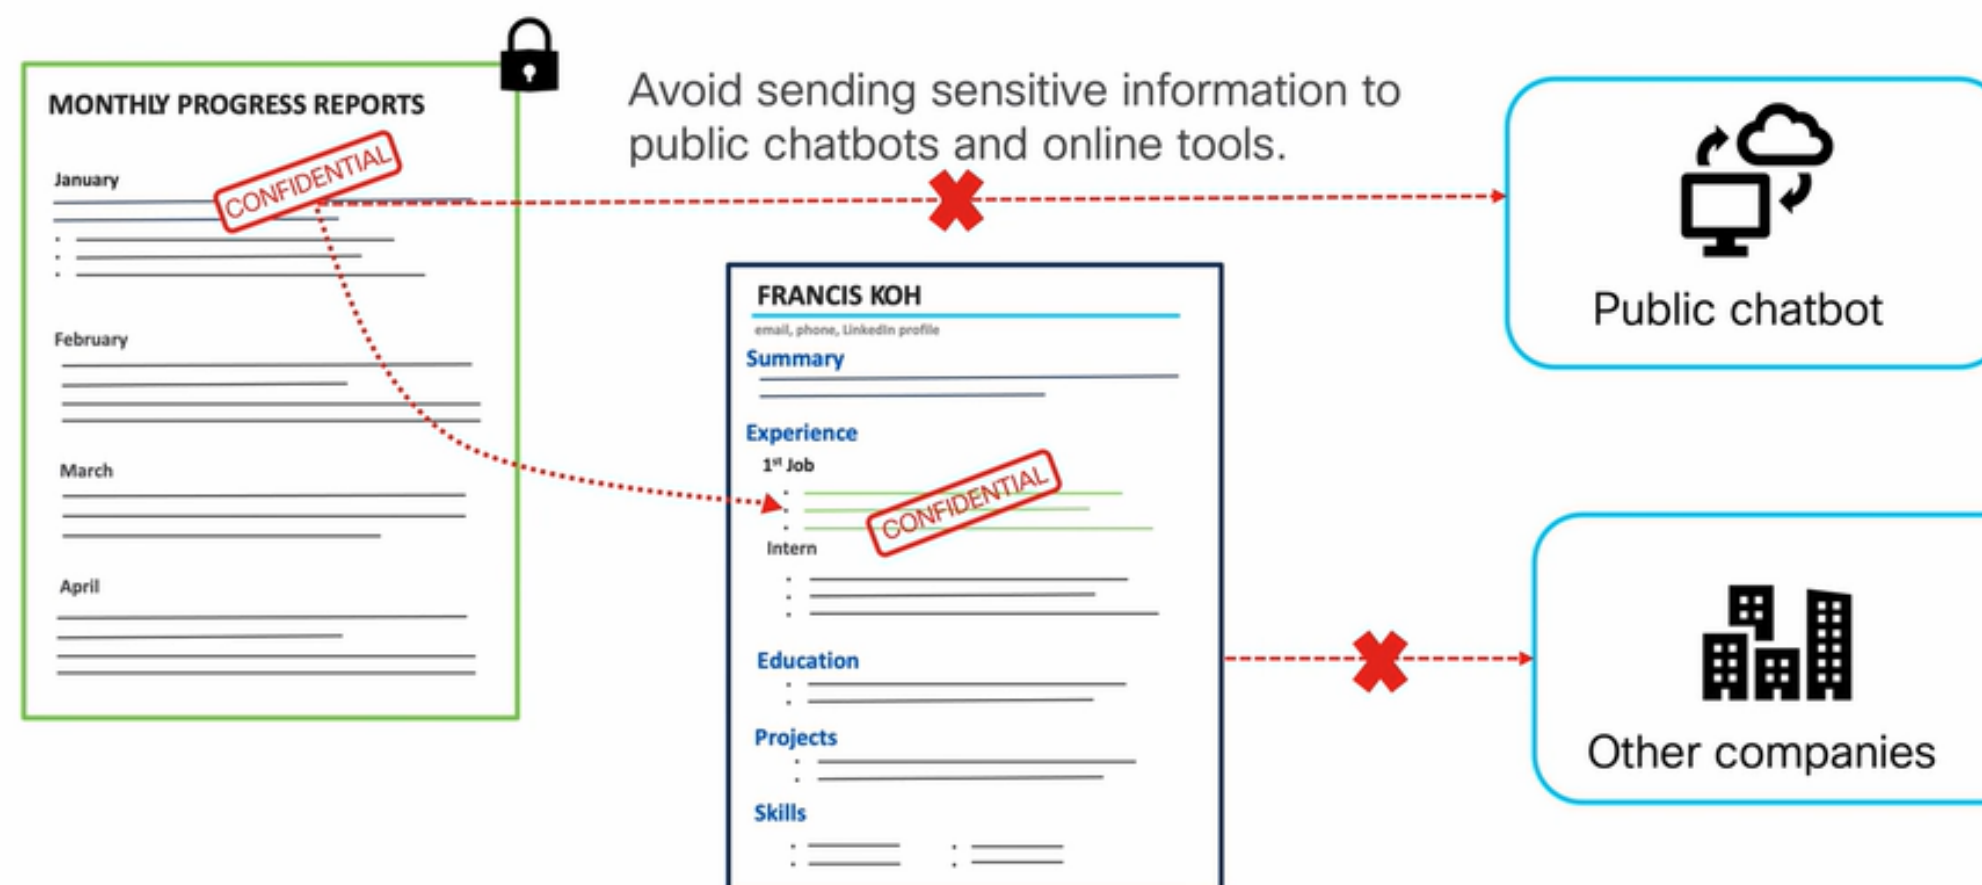 MONTHLY PROGRESS REPORTS
CONFIDENTIAL
January
February
March
April
Avoid sending sensitive information to
public chatbots and online tools.
FRANCIS KOH
email, phone, LinkedIn profile
Summary
Experience
1st Job
CONFIDENTIAL
Intern
Education
Projects
Skills
Public chatbot
Other companies